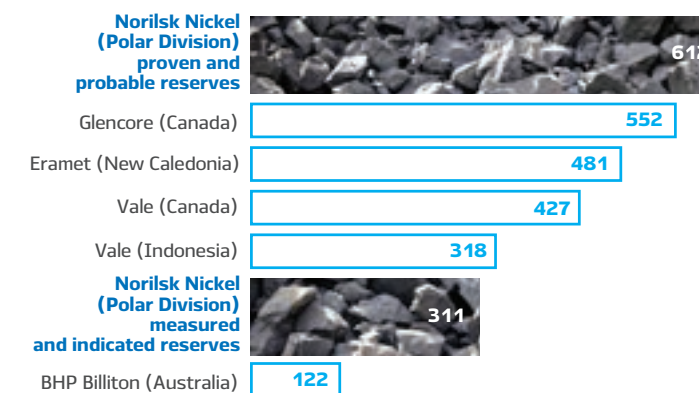 Norilsk Nickel
(Polar Division)
proven and
probable reserves
612
Glencore (Canada)
552
Eramet (New Caledonia)
481
Vale (Canada)
427
Vale (Indonesia)
318
Norilsk Nickel
(Polar Division)
measured
and indicated reserves
311
BHP Billiton (Australia)
122